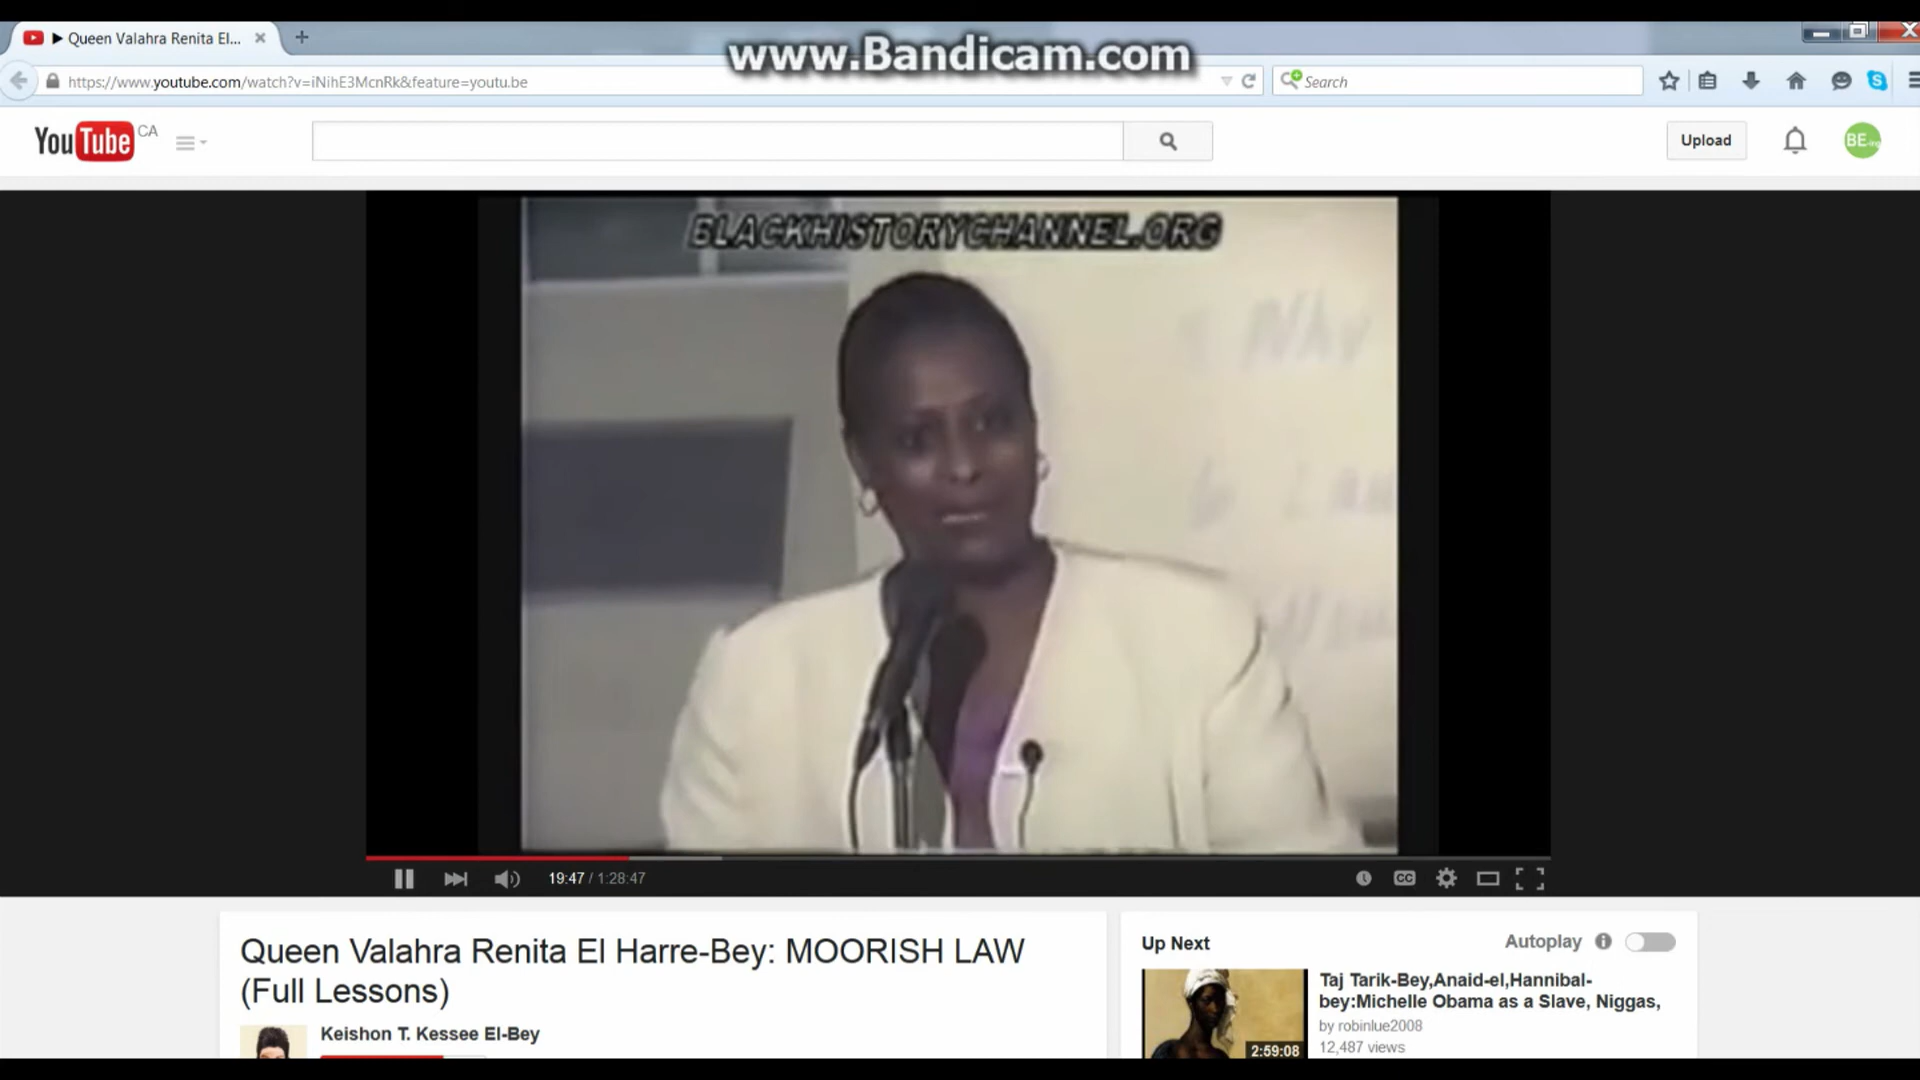 Queen Valahra Renita El...
www.Bandicam.com
https://www.youtube.com/watch?v=iNihE3McnRk&feature=youtu.be
Search
YouTube CA
Upload
BE-ing
BLACKHISTORYCHANNEL.ORG
Why
19:47 / 1:28:47
CC
Queen Valahra Renita El Harre-Bey: MOORISH LAW
(Full Lessons)
Keishon T. Kessee El-Bey
Up Next
Autoplay
Taj Tarik-Bey,Anaid-el,Hannibal-
bey:Michelle Obama as a Slave, Niggas,
by robinlue2008
12,487 views
2:59:08